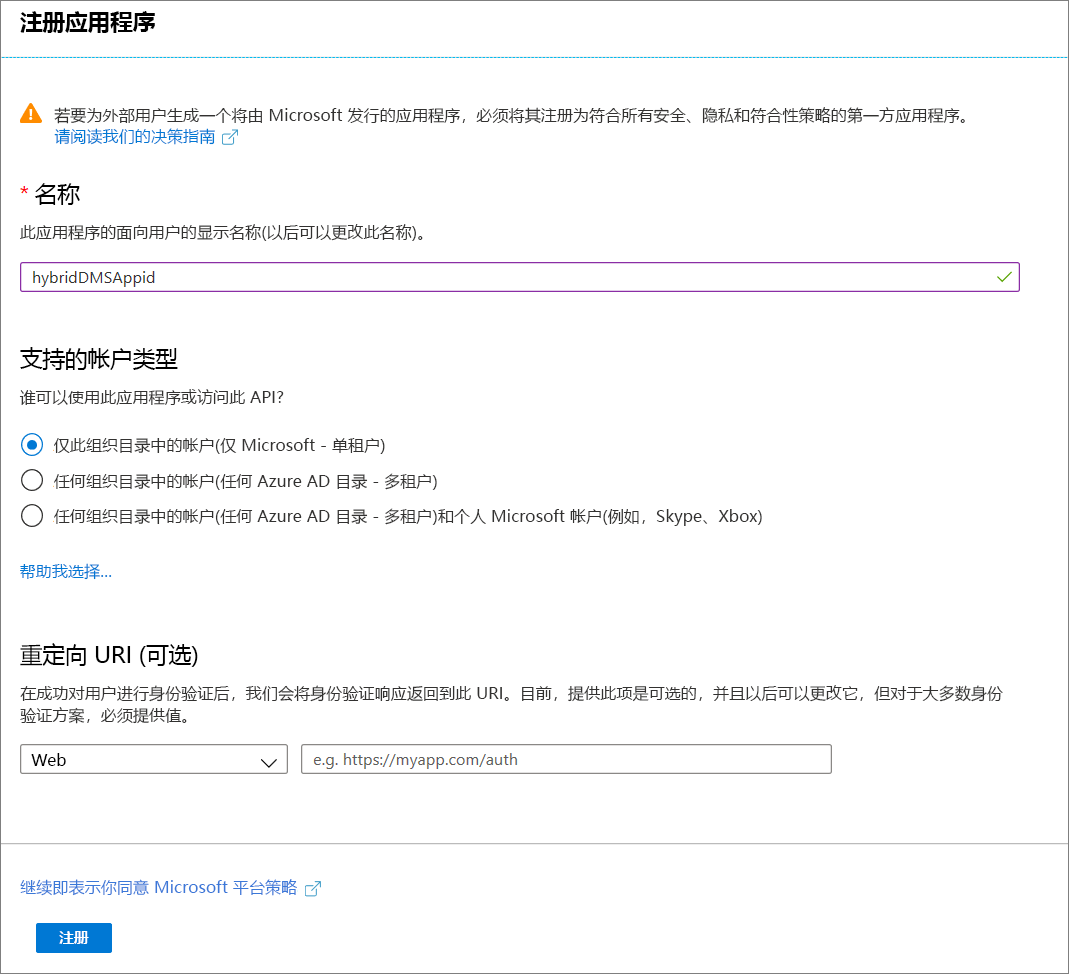 注册应用程序
若要为外部用户生成一个将由 Microsoft 发行的应用程序，必须将其注册为符合所有安全、隐私和符合性策略的第一方应用程序。
请阅读我们的决策指南
* 名称
此应用程序的面向用户的显示名称(以后可以更改此名称)。
hybridDMSAppid
支持的帐户类型
谁可以使用此应用程序或访问此 API?
仅此组织目录中的帐户(仅 Microsoft - 单租户)
任何组织目录中的帐户(任何 Azure AD 目录 - 多租户)
任何组织目录中的帐户(任何 Azure AD 目录 - 多租户)和个人 Microsoft 帐户(例如，Skype、Xbox)
帮助我选择...
重定向 URI (可选)
在成功对用户进行身份验证后，我们会将身份验证响应返回到此 URI。目前，提供此项是可选的，并且以后可以更改它，但对于大多数身份
验证方案，必须提供值。
Web
e.g. https://myapp.com/auth
继续即表示你同意 Microsoft 平台策略
注册